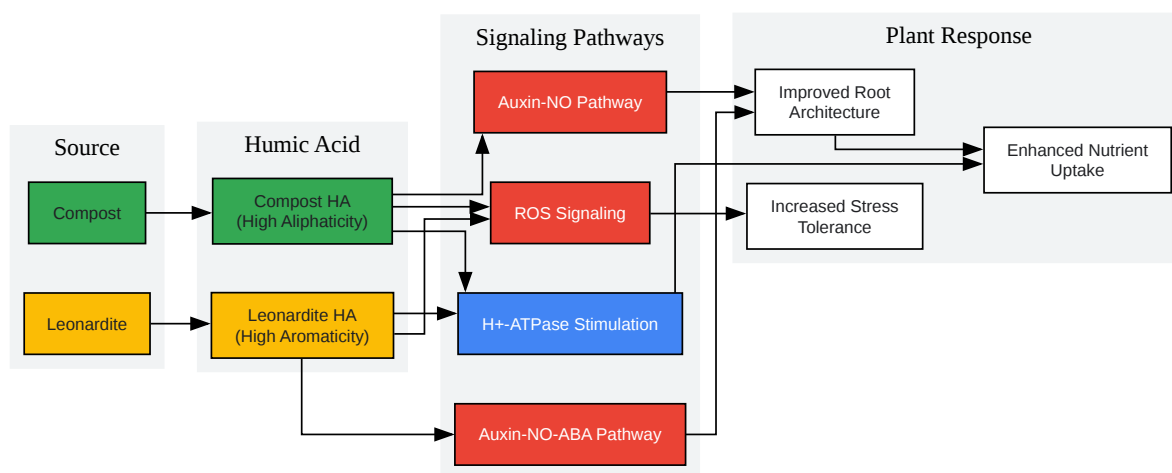 Source
Humic Acid
Signaling Pathways
Plant Response
Compost
Leonardite
Compost HA
(High Aliphaticity)
Leonardite HA
(High Aromaticity)
Auxin-NO Pathway
ROS Signaling
H+-ATPase Stimulation
Auxin-NO-ABA Pathway
Improved Root
Architecture
Increased Stress
Tolerance
Enhanced Nutrient
Uptake